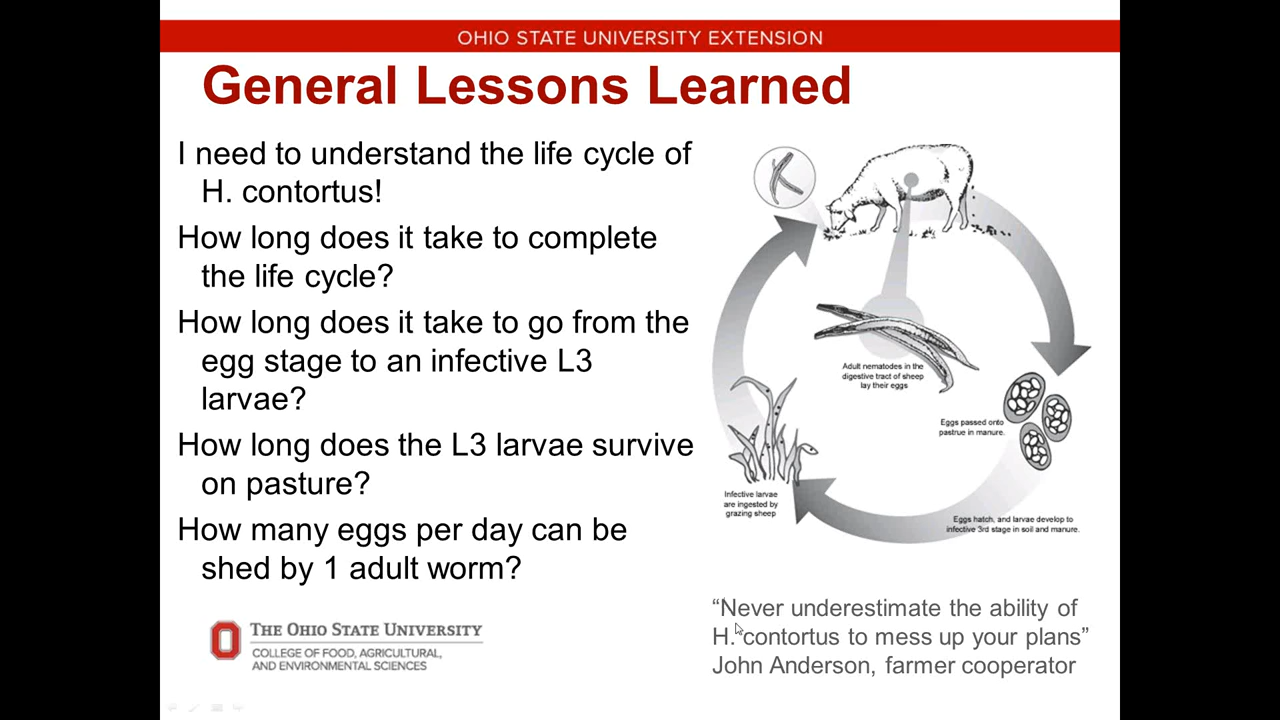 OHIO STATE UNIVERSITY EXTENSION
General Lessons Learned
I need to understand the life cycle of
H. contortus!
How long does it take to complete
the life cycle?
How long does it take to go from the
egg stage to an infective L3
larvae?
How long does the L3 larvae survive
on pasture?
How many eggs per day can be
shed by 1 adult worm?
Adult nematodes in the
digestive tract of sheep
lay their eggs
Eggs passed onto
pastrue in manure.
Eggs hatch, and larvae develop to
infective 3rd stage in soil and manure.
Infective larvae
are ingested by
grazing sheep
“Never underestimate the ability of
H. contortus to mess up your plans”
John Anderson, farmer cooperator
THE OHIO STATE UNIVERSITY
COLLEGE OF FOOD, AGRICULTURAL,
AND ENVIRONMENTAL SCIENCES